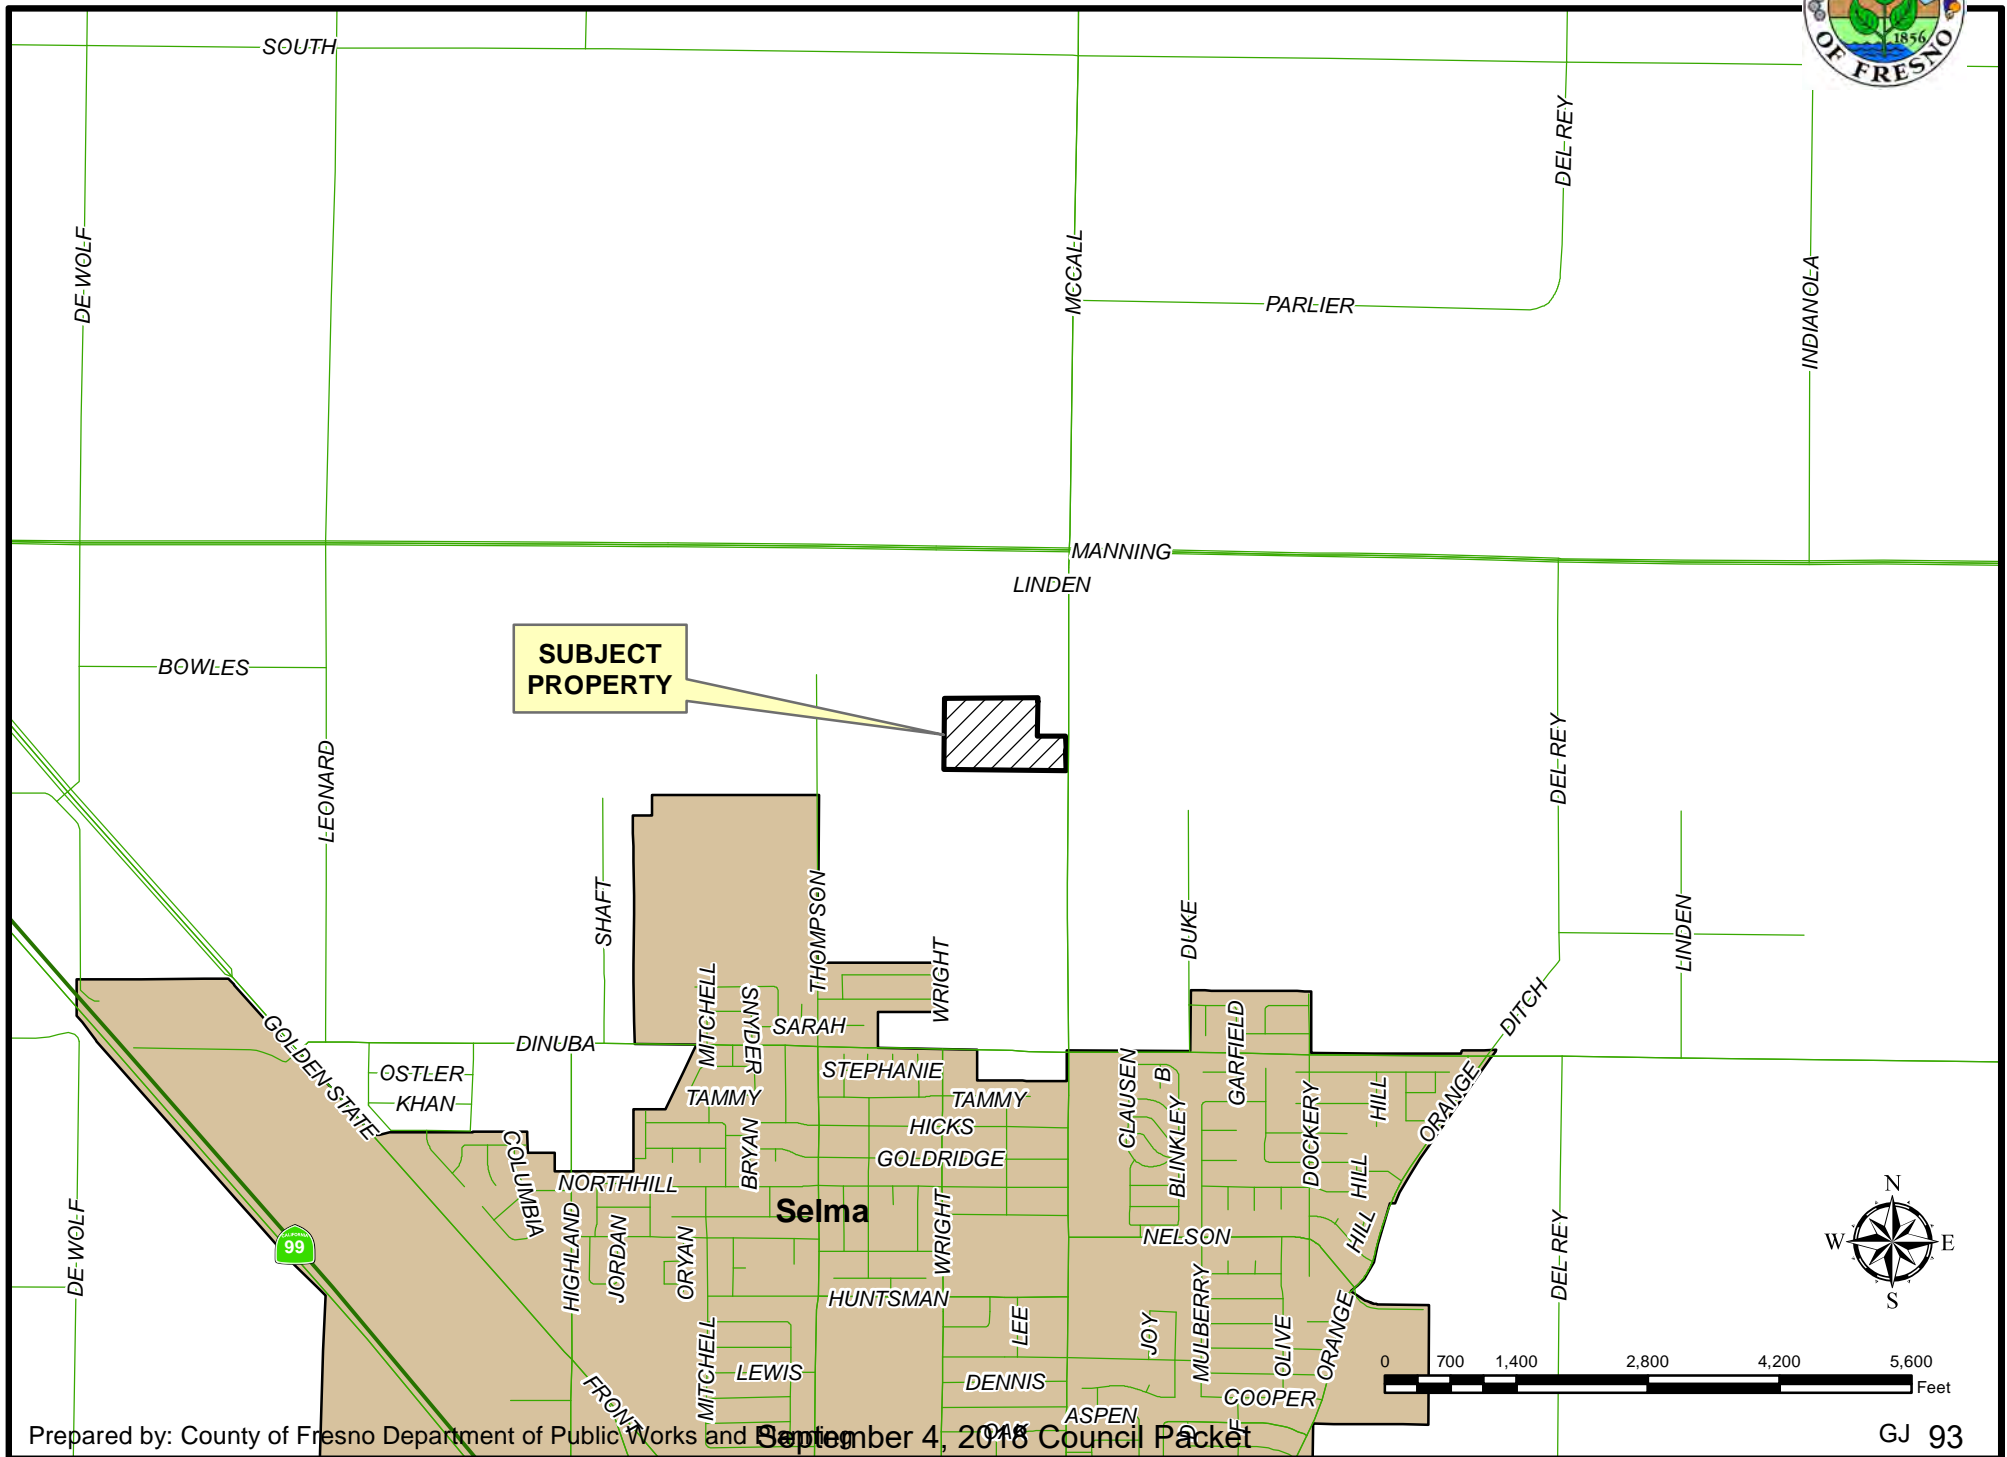 1856
OF FRESNO
SOUTH
DEL REY
DE WOLF
MCCALL
INDIANOLA
PARLIER
MANNING
LINDEN
SUBJECT
PROPERTY
BOWLES
LEONARD
DEL REY
SHAFT
THOMPSON
DUKE
LINDEN
WRIGHT
MITCHELL
SNYDER
SARAH
GARFIELD
DITCH
GOLDEN STATE
DINUBA
OSTLER
KHAN
STEPHANIE
TAMMY
TAMMY
CLAUSEN
B
BLINKLEY
DOCKERY
HILL
ORANGE
HICKS
GOLDRIDGE
BRYAN
COLUMBIA
NORTHHILL
HILL
Selma
HIGHLAND
JORDAN
ORYAN
WRIGHT
NELSON
HILL
DE WOLF
CALIFORNIA
99
DEL REY
N
W
E
S
HUNTSMAN
LEE
JOY
MULBERRY
OLIVE
ORANGE
MITCHELL
LEWIS
DENNIS
COOPER
FRONT
OAK
ASPEN
F
0 700 1,400 2,800 4,200 5,600
Feet
Prepared by: County of Fresno Department of Public Works and Planning
September 4, 2018 Council Packet
GJ 93